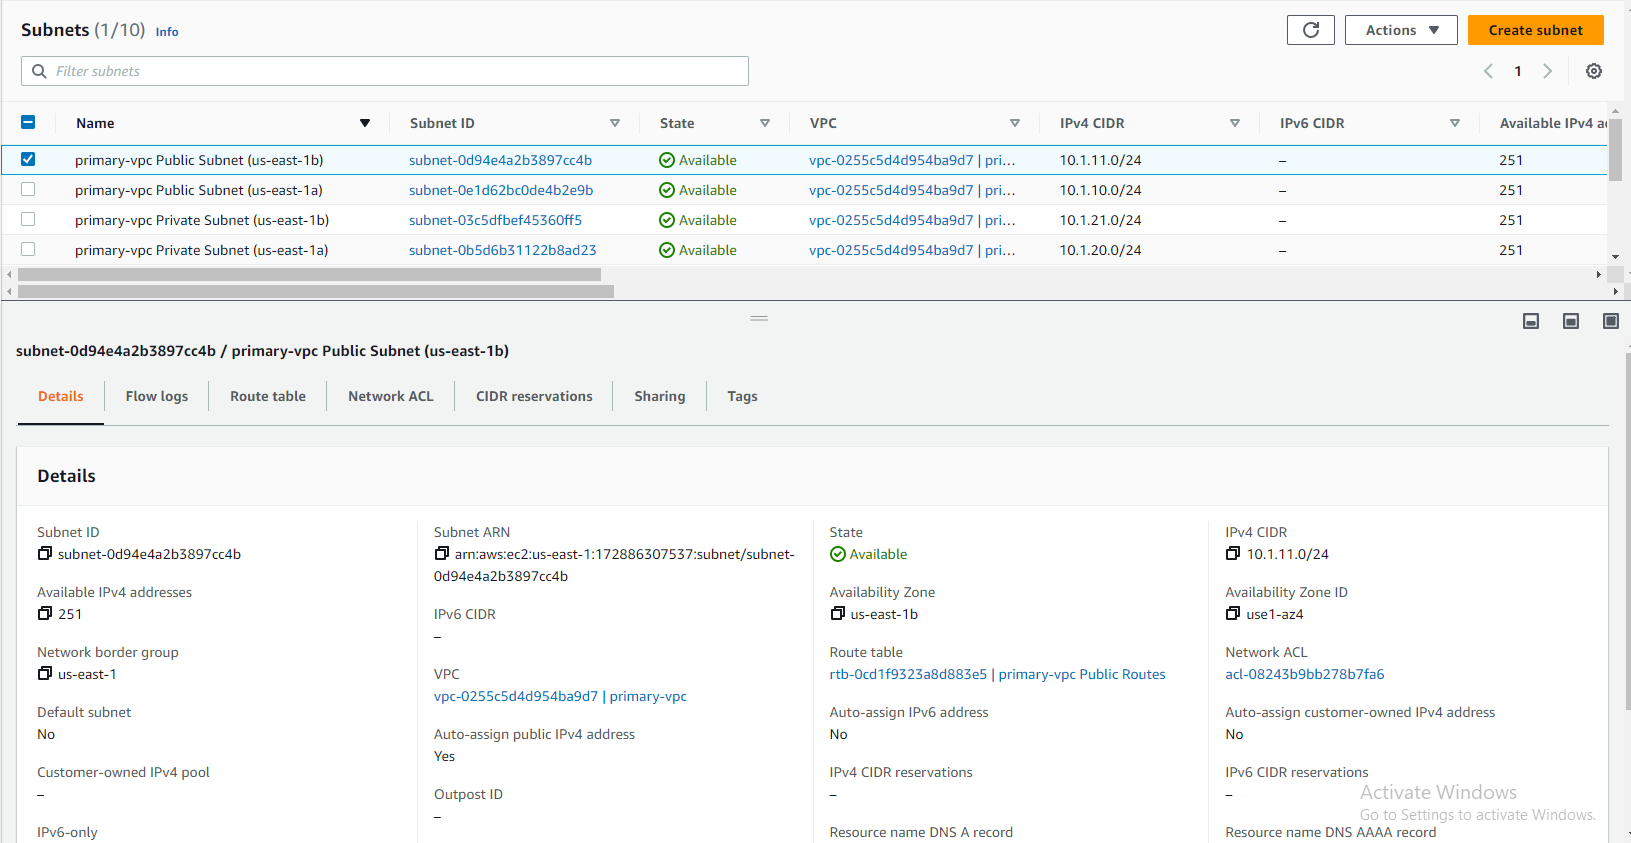 Subnets (1/10) Info
Actions
Create subnet
Filter subnets
1
Name Subnet ID State VPC IPv4 CIDR IPv6 CIDR Available IPv4 a
primary-vpc Public Subnet (us-east-1b) subnet-0d94e4a2b3897cc4b Available vpc-0255c5d4d954ba9d7 | pri... 10.1.11.0/24 – 251
primary-vpc Public Subnet (us-east-1a) subnet-0e1d62bc0de4b2e9b Available vpc-0255c5d4d954ba9d7 | pri... 10.1.10.0/24 – 251
primary-vpc Private Subnet (us-east-1b) subnet-03c5dfbef45360ff5 Available vpc-0255c5d4d954ba9d7 | pri... 10.1.21.0/24 – 251
primary-vpc Private Subnet (us-east-1a) subnet-0b5d6b31122b8ad23 Available vpc-0255c5d4d954ba9d7 | pri... 10.1.20.0/24 – 251
subnet-0d94e4a2b3897cc4b / primary-vpc Public Subnet (us-east-1b)
Details Flow logs Route table Network ACL CIDR reservations Sharing Tags
Details
Subnet ID
subnet-0d94e4a2b3897cc4b
Available IPv4 addresses
251
Network border group
us-east-1
Default subnet
No
Customer-owned IPv4 pool
–
IPv6-only
Subnet ARN
arn:aws:ec2:us-east-1:172886307537:subnet/subnet-
0d94e4a2b3897cc4b
IPv6 CIDR
–
VPC
vpc-0255c5d4d954ba9d7 | primary-vpc
Auto-assign public IPv4 address
Yes
Outpost ID
–
State
Available
Availability Zone
us-east-1b
Route table
rtb-0cd1f9323a8d883e5 | primary-vpc Public Routes
Auto-assign IPv6 address
No
IPv4 CIDR reservations
–
Resource name DNS A record
IPv4 CIDR
10.1.11.0/24
Availability Zone ID
use1-az4
Network ACL
acl-08243b9bb278b7fa6
Auto-assign customer-owned IPv4 address
No
IPv6 CIDR reservations
–
Resource name DNS AAAA record
Activate Windows
Go to Settings to activate Windows.